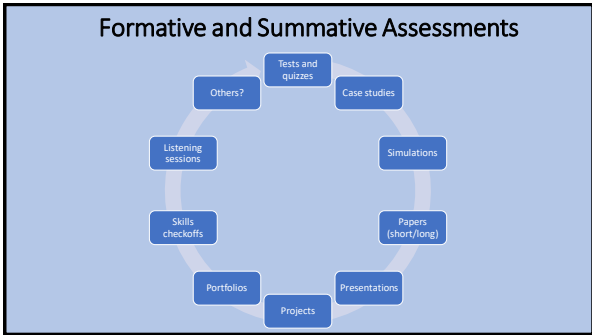 Formative and Summative Assessments
Tests and
quizzes
Case studies
Simulations
Papers
(short/long)
Presentations
Projects
Portfolios
Skills
checkoffs
Listening
sessions
Others?